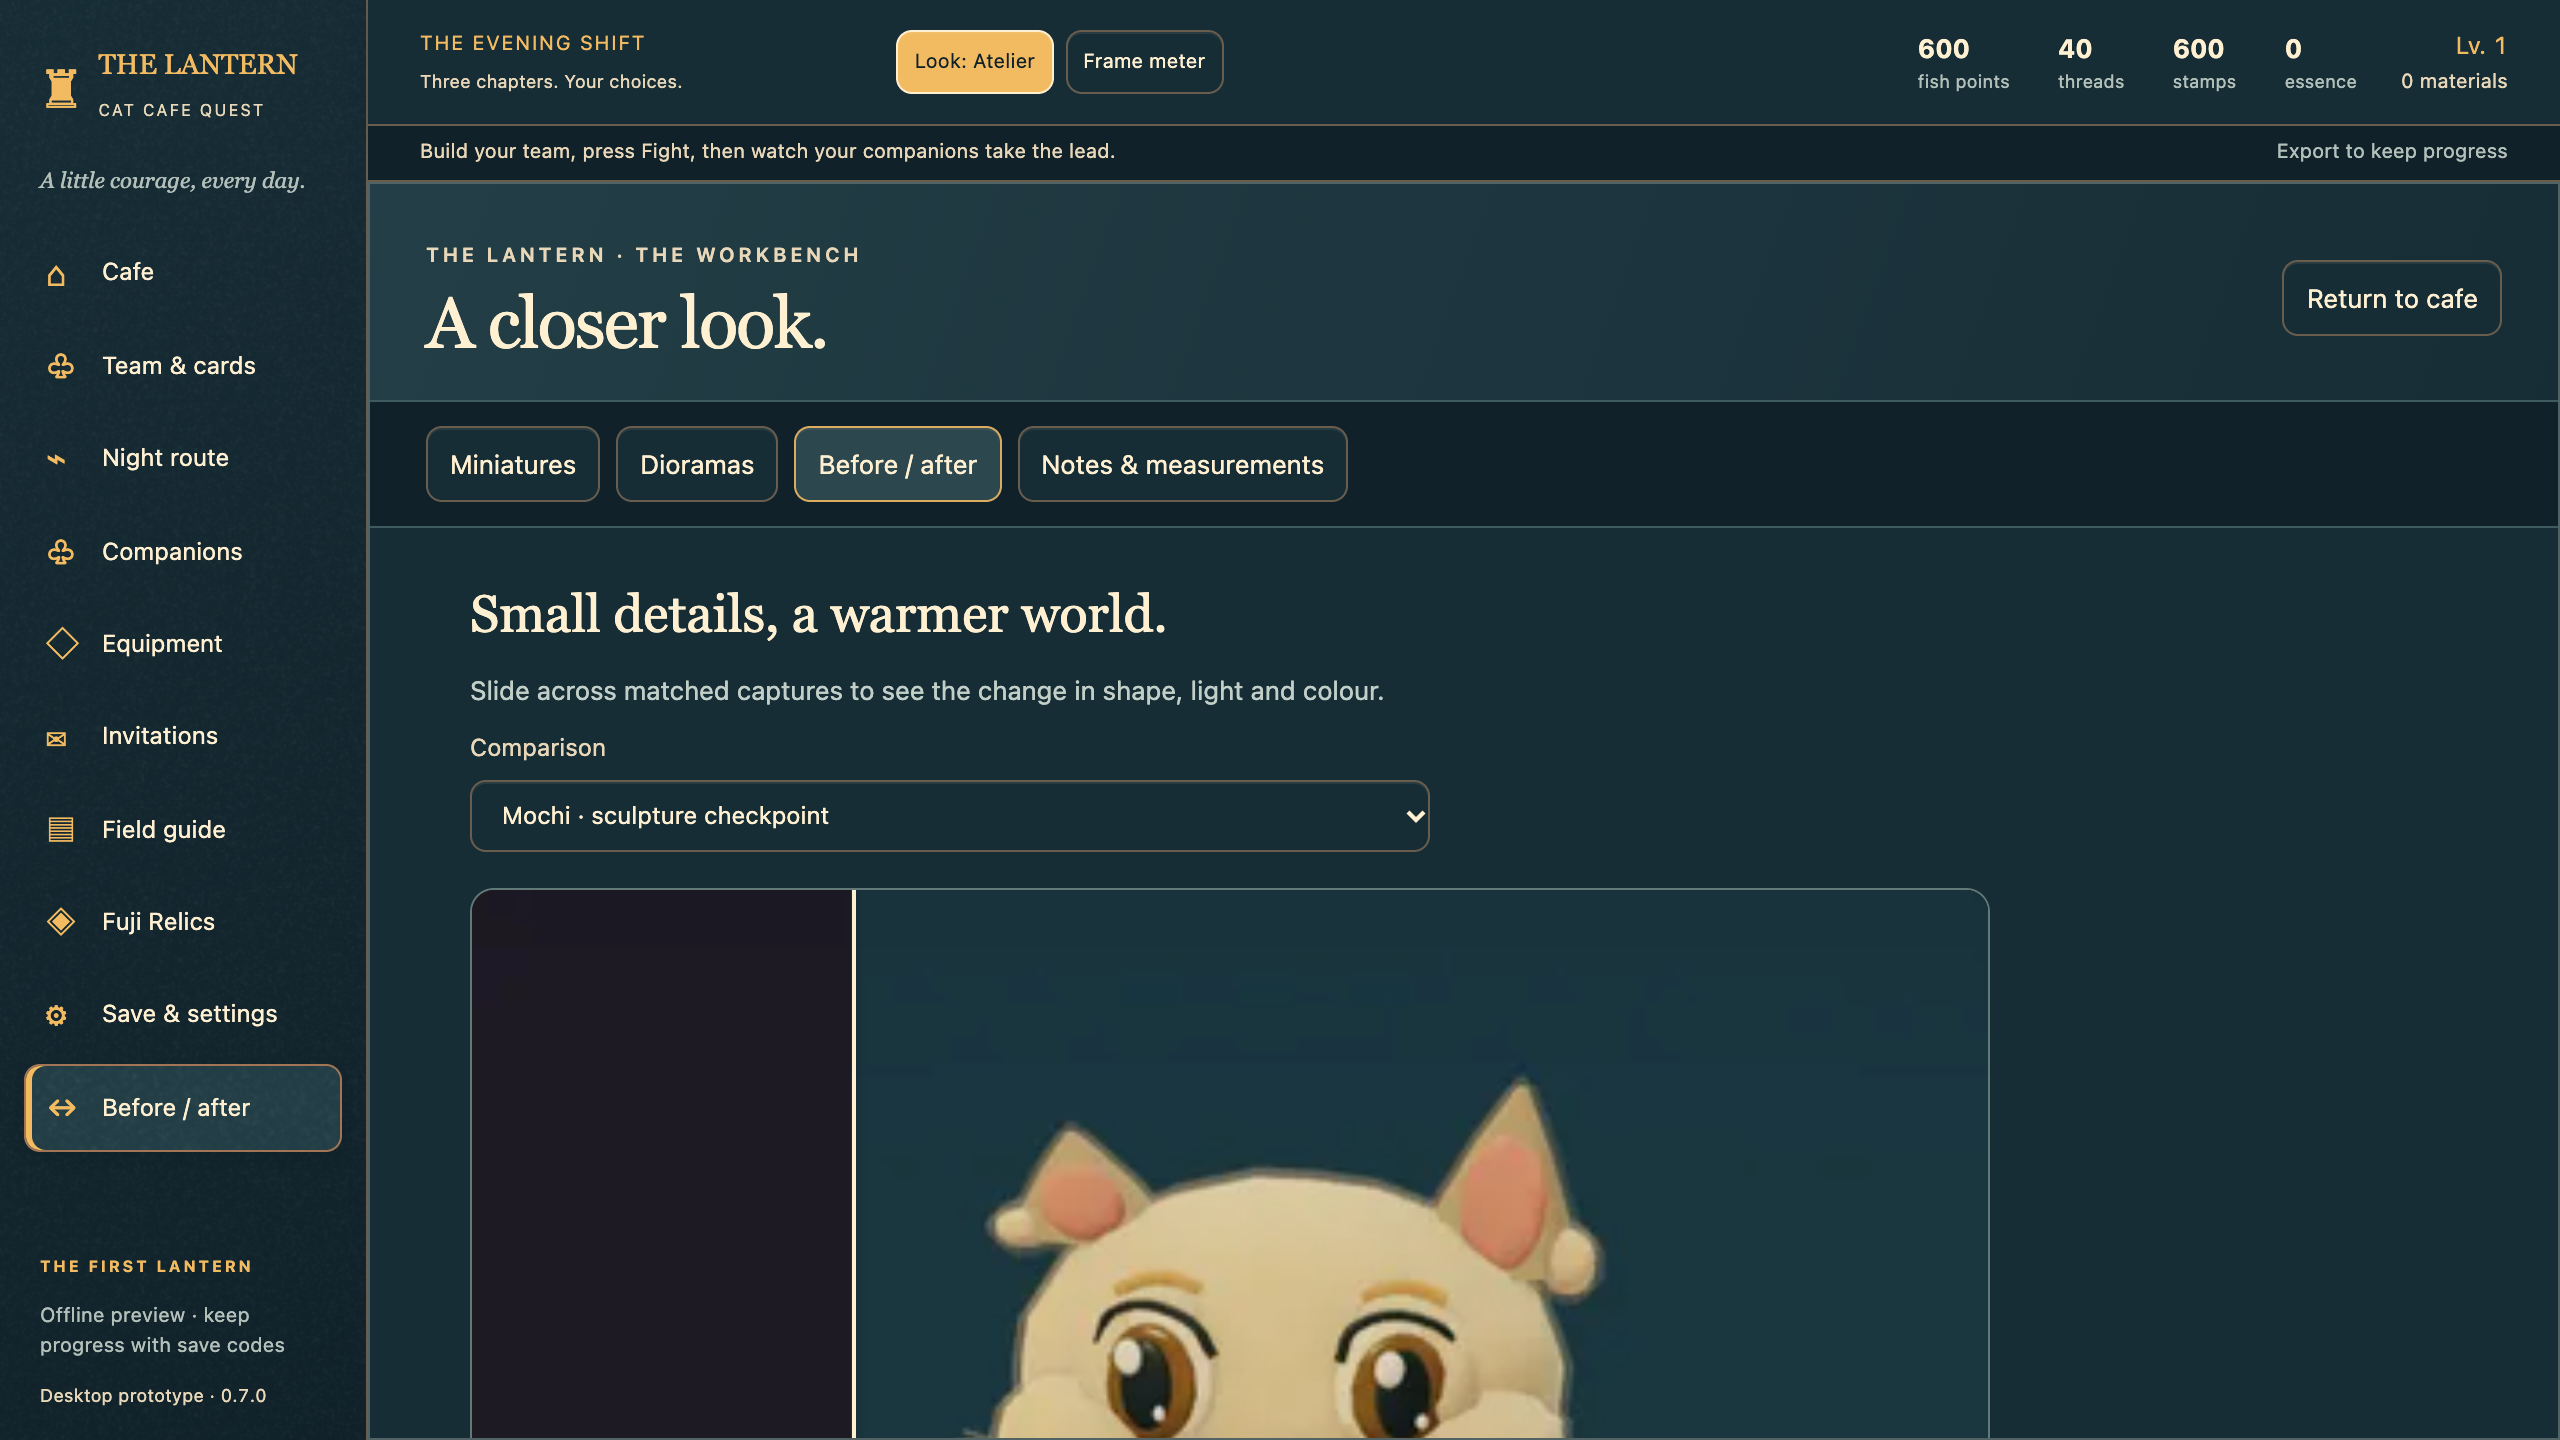 THE LANTERN
CAT CAFE QUEST
A little courage, every day.
Cafe
Team & cards
Night route
Companions
Equipment
Invitations
Field guide
Fuji Relics
Save & settings
Before / after
THE FIRST LANTERN
Offline preview · keep
progress with save codes
Desktop prototype · 0.7.0
THE EVENING SHIFT
Three chapters. Your choices.
Look: Atelier
Frame meter
600
fish points
40
threads
600
stamps
0
essence
Lv. 1
0 materials
Build your team, press Fight, then watch your companions take the lead.
Export to keep progress
THE LANTERN · THE WORKBENCH
A closer look.
Return to cafe
Miniatures
Dioramas
Before / after
Notes & measurements
Small details, a warmer world.
Slide across matched captures to see the change in shape, light and colour.
Comparison
Mochi · sculpture checkpoint